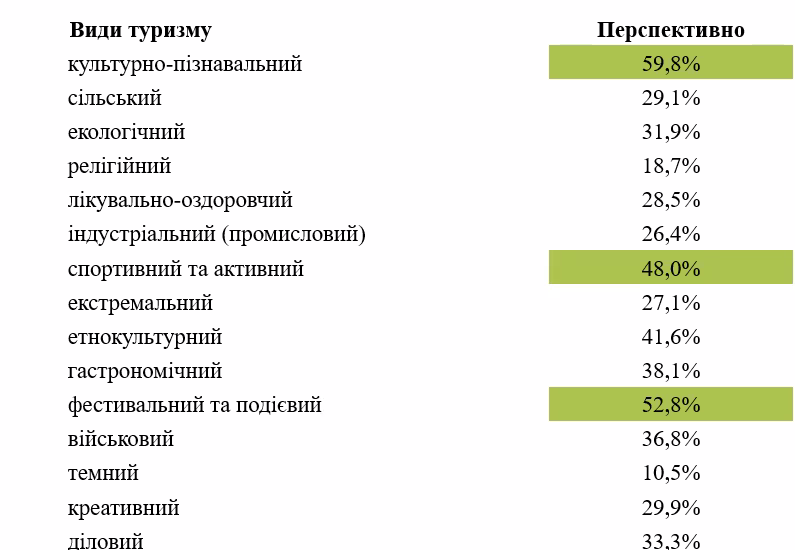 Види туризму Перспективно
культурно-пізнавальний 59,8%
сільський 29,1%
екологічний 31,9%
релігійний 18,7%
лікувально-оздоровчий 28,5%
індустріальний (промисловий) 26,4%
спортивний та активний 48,0%
екстремальний 27,1%
етнокультурний 41,6%
гастрономічний 38,1%
фестивальний та подієвий 52,8%
військовий 36,8%
темний 10,5%
креативний 29,9%
діловий 33,3%